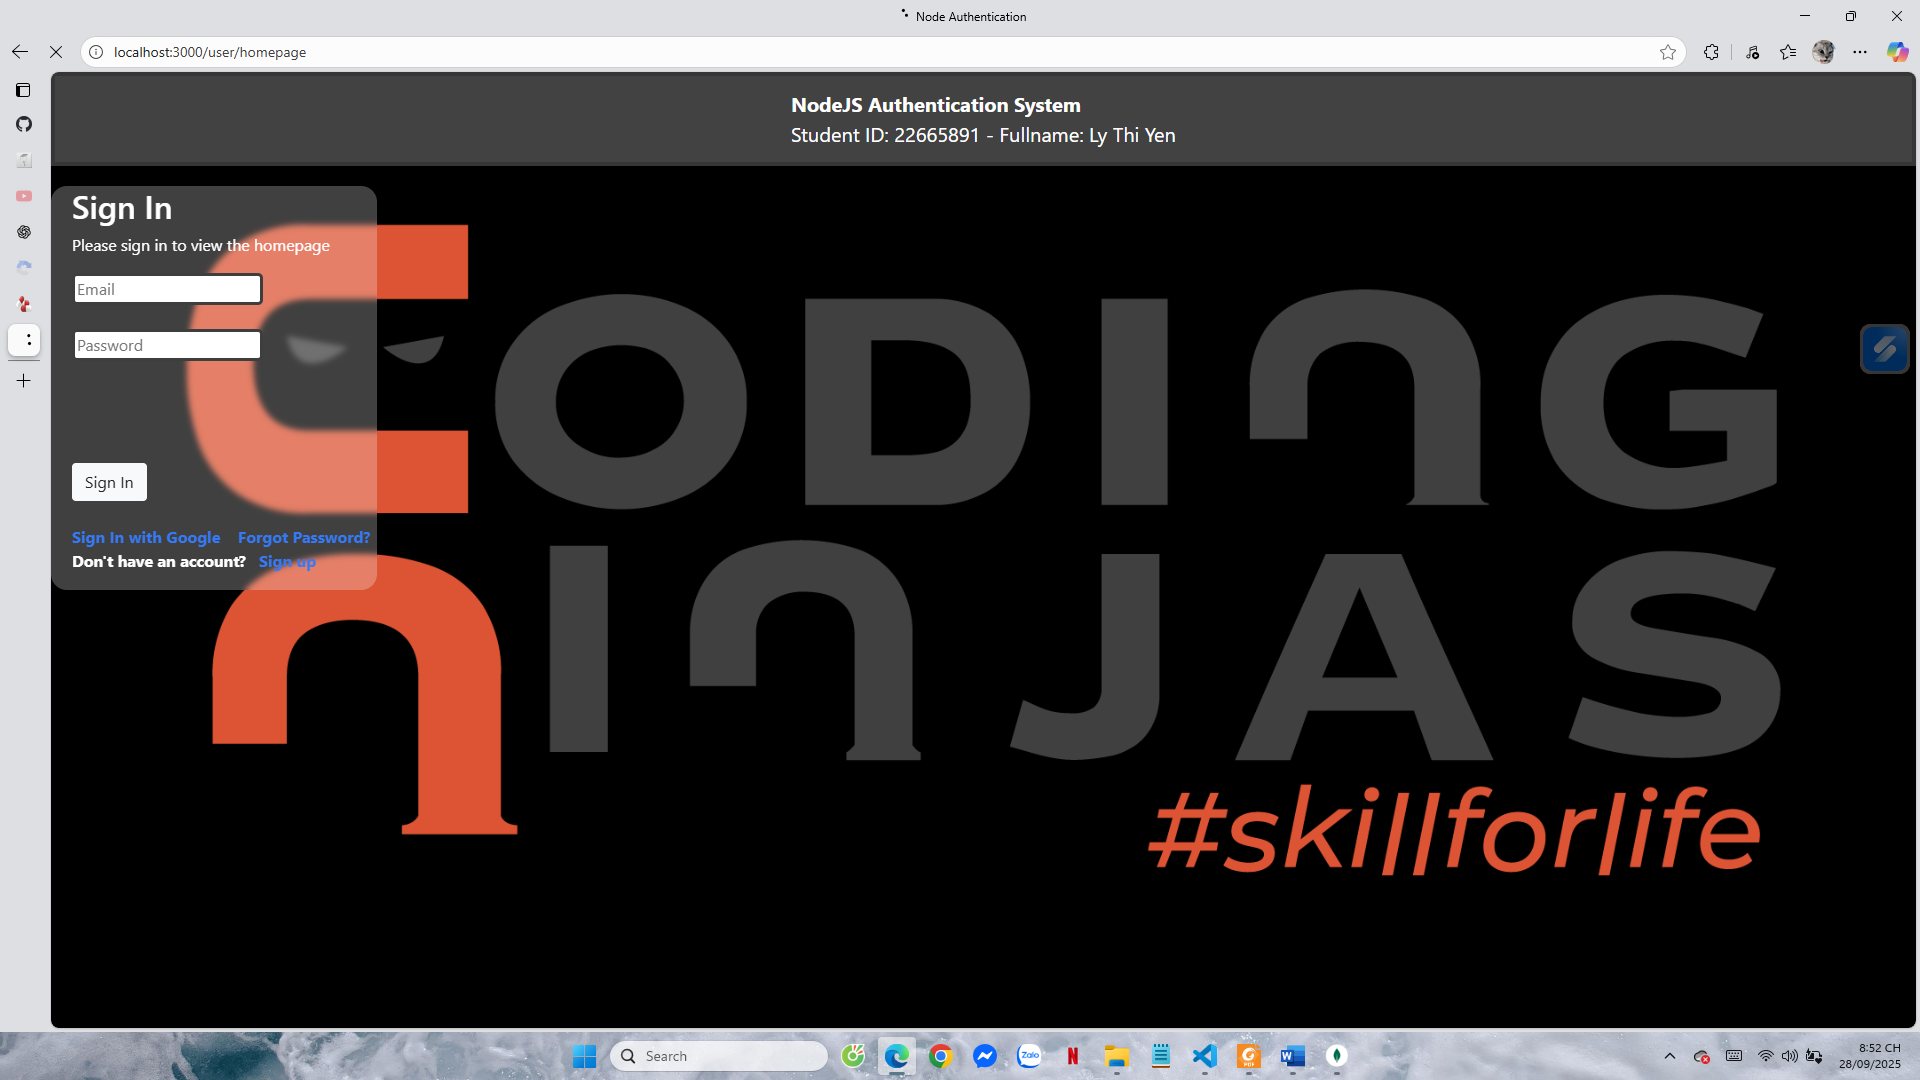 Node Authentication
localhost:3000/user/homepage
NodeJS Authentication System
Student ID: 22665891 - Fullname: Ly Thi Yen
Sign In
Please sign in to view the homepage
Email
Password
Sign In
Sign In with Google Forgot Password?
Don't have an account? Sign up
CODING
NINJAS
#skillforlife
Search
Zalo
N
PDF
W
8:52 CH
28/09/2025